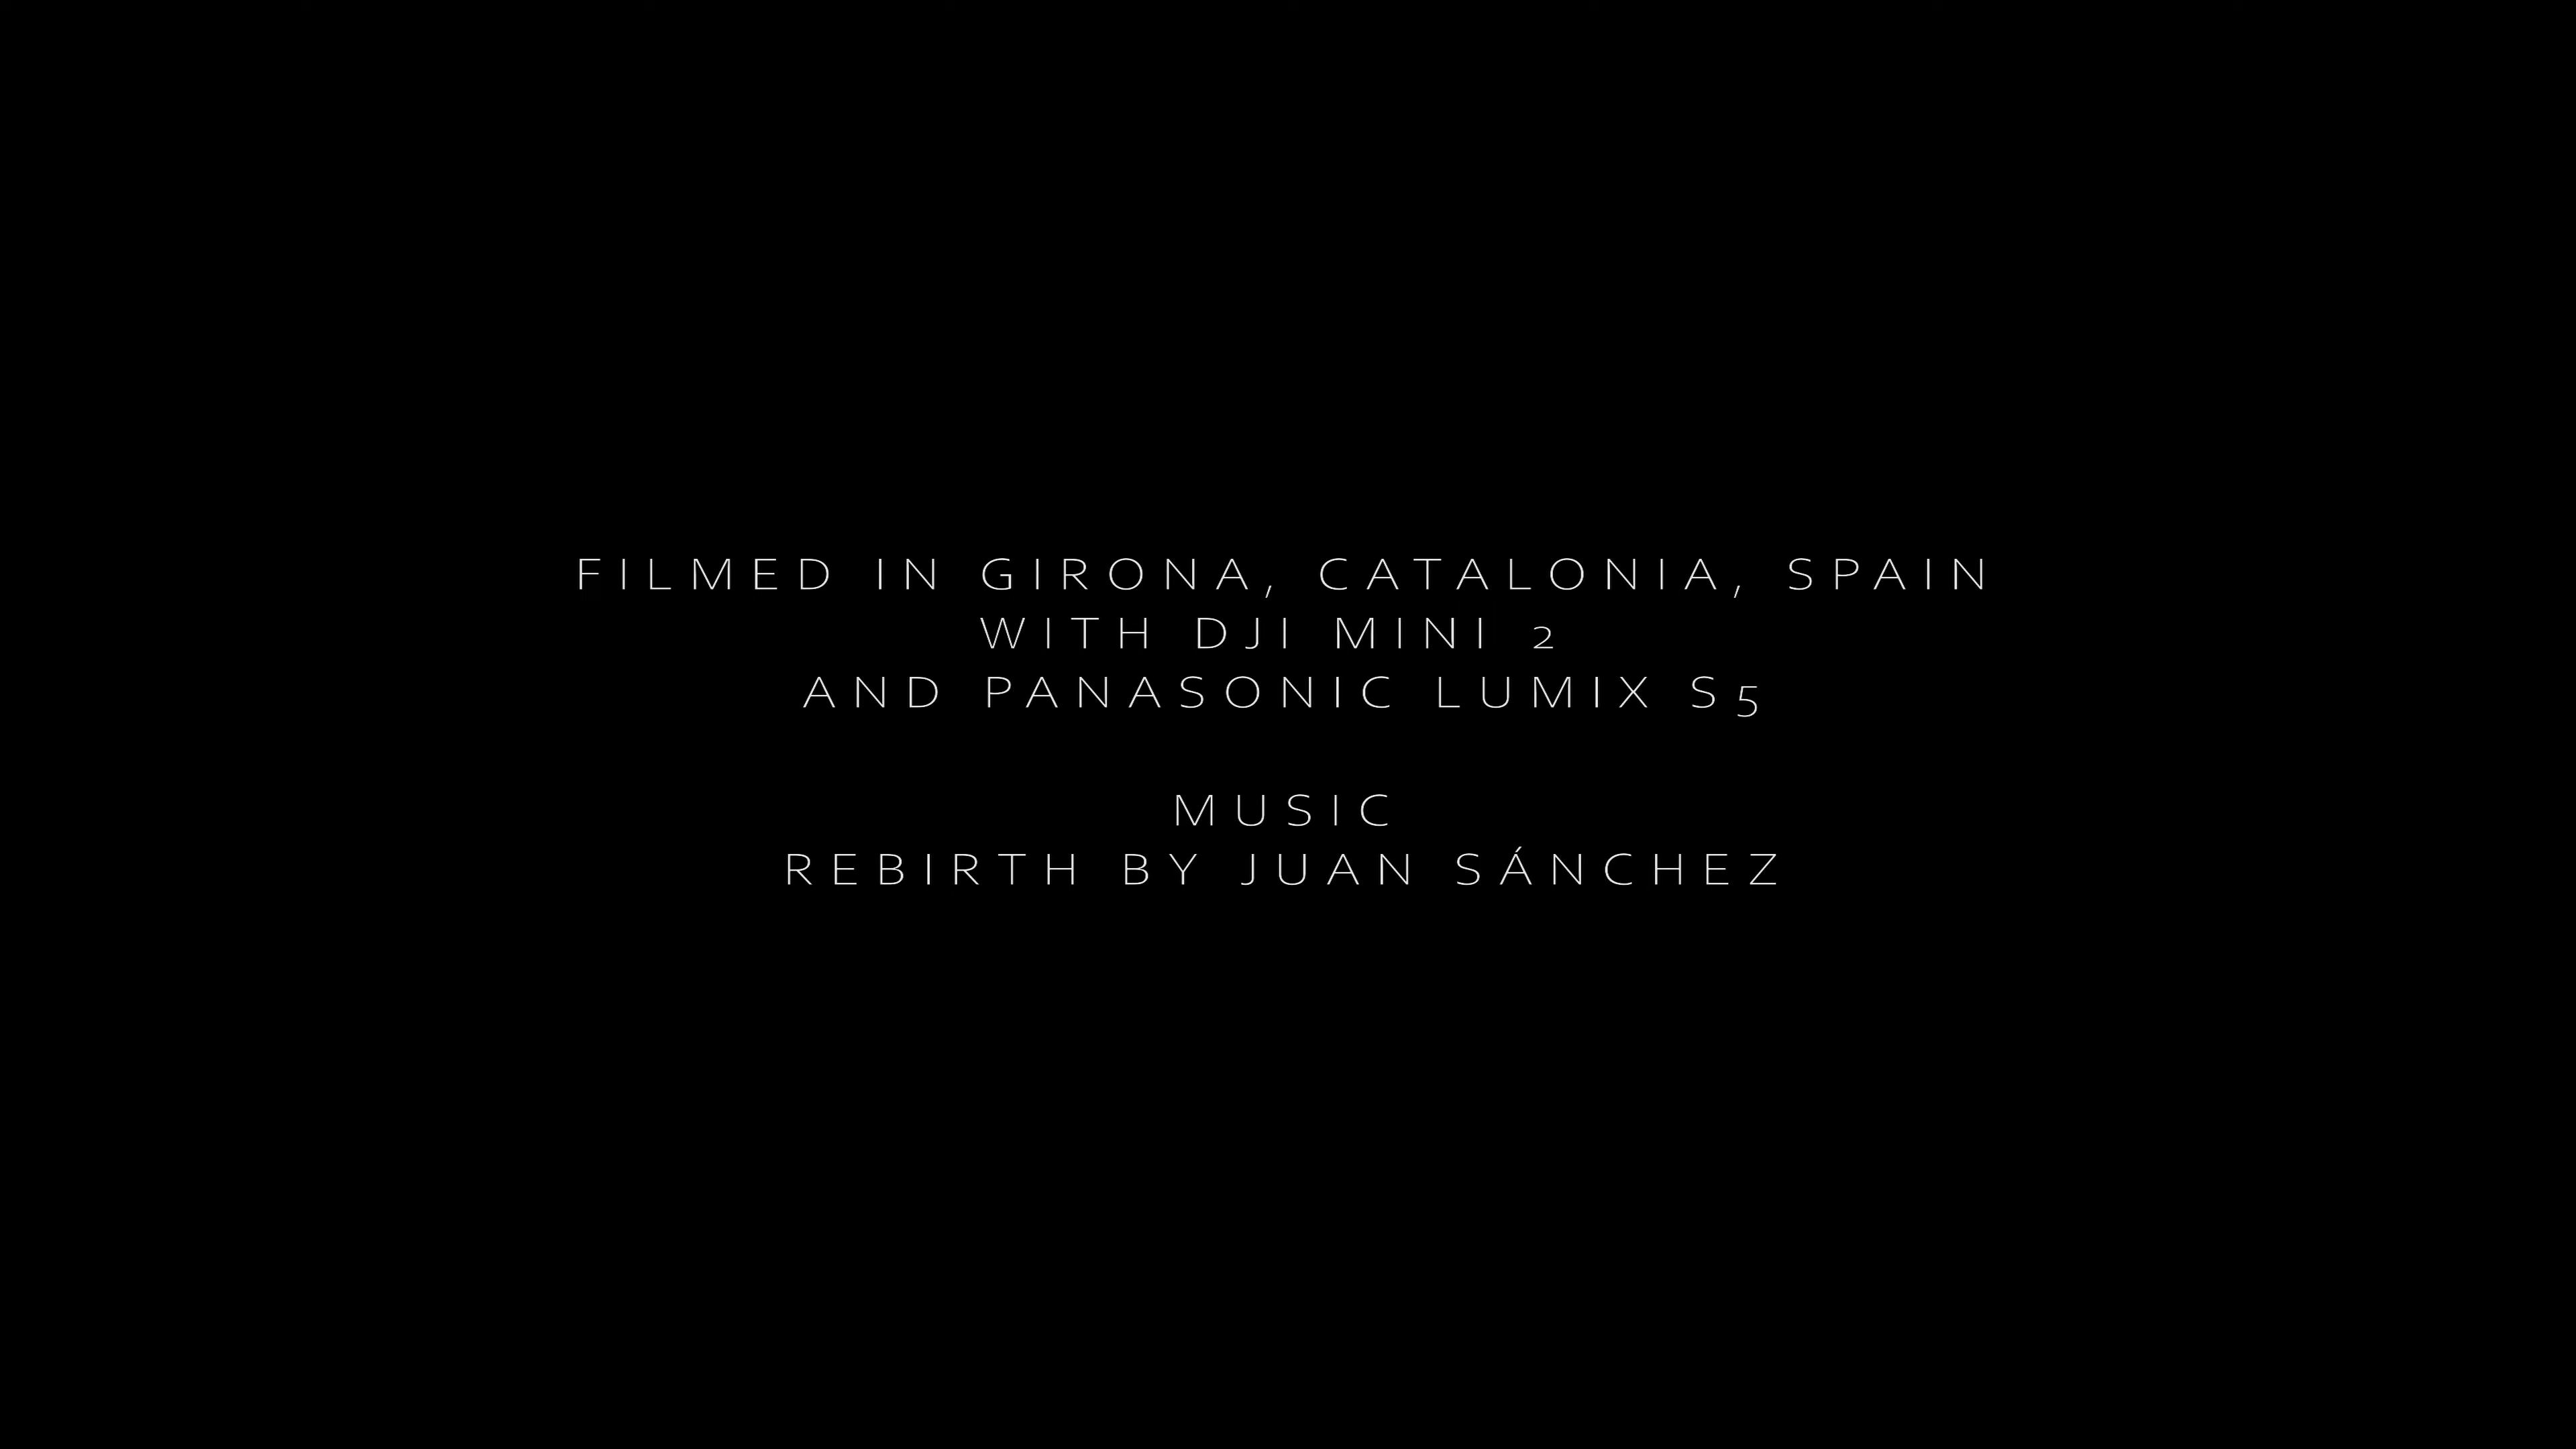 FILMED IN GIRONA, CATALONIA, SPAIN
WITH DJI MINI 2
AND PANASONIC LUMIX S5
MUSIC
REBIRTH BY JUAN SÁNCHEZ